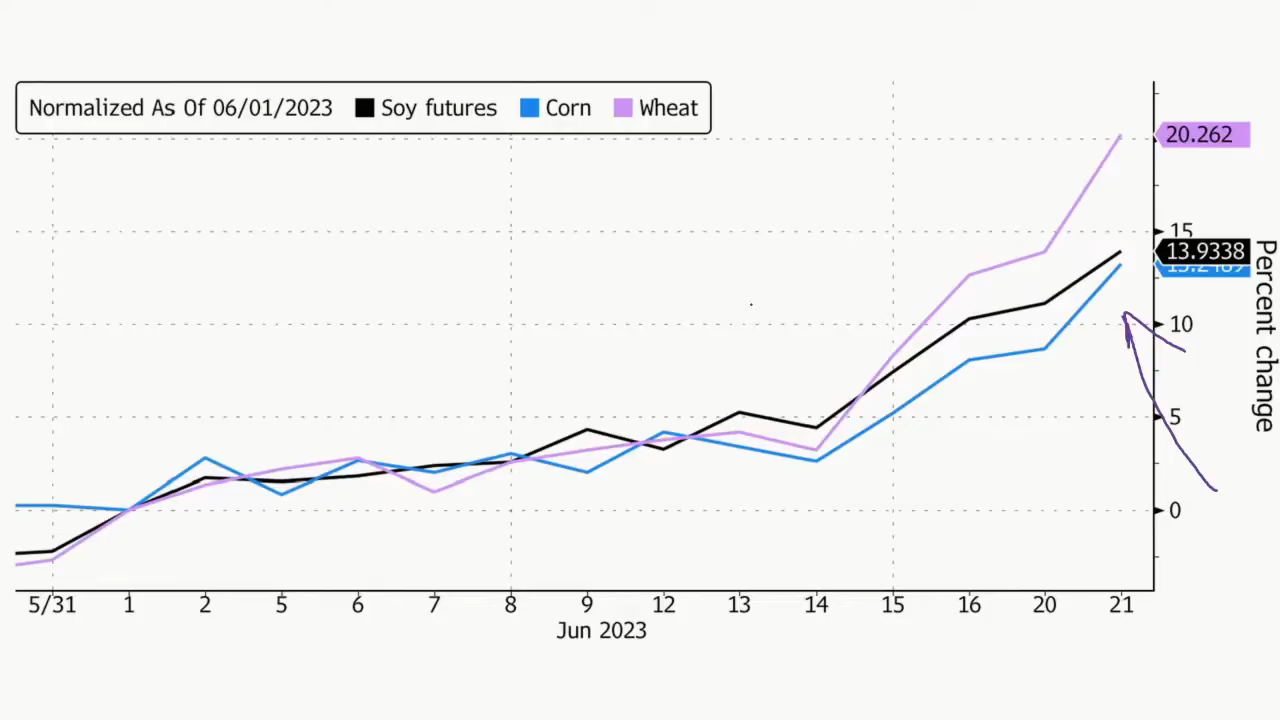 Normalized As Of 06/01/2023 Soy futures Corn Wheat
20.262
15
13.9338
10
5
0
Percent change
5/31 1 2 5 6 7 8 9 12 13 14 15 16 20 21
Jun 2023